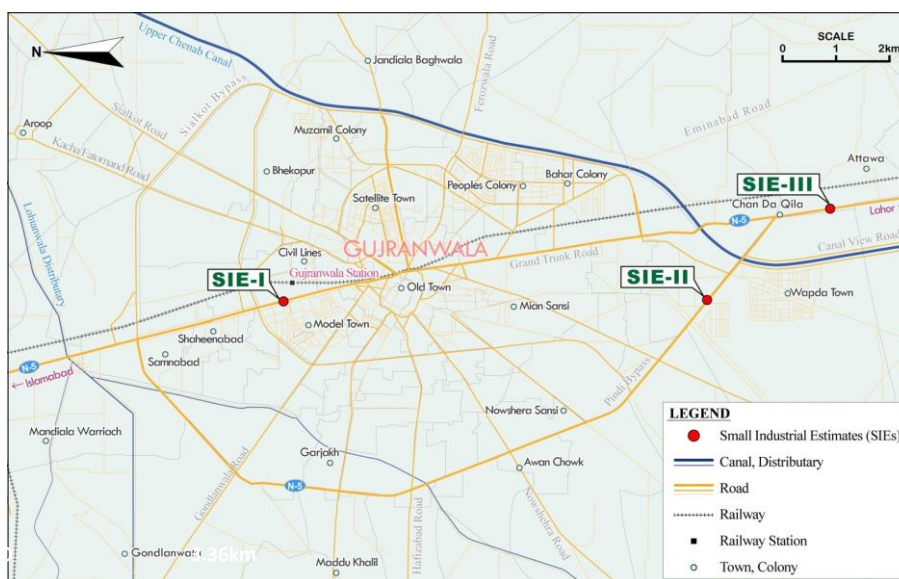 N
Upper Chenab Canal
Jandiala Baghwala
Ferozwala Road
SCALE
0 1 2km
Eminabad Road
Aroop
Sialkot Road
Sialkot Bypass
Kacha Fatomand Road
Muzamil Colony
Bhekopur
Attawa
Peoples Colony
Bahar Colony
SIE-III
Chan Da Qila
Satellite Town
N-5
Lahor
Lohianwala Distributary
GUJRANWALA
Civil Lines
Grand Trunk Road
Canal View Road
SIE-I
Gujranwala Station
Old Town
SIE-II
Wapda Town
Mian Sansi
Model Town
Shaheenabad
Samnabad
N-5
← Islamabad
Pindi Bypass
Nowshera Sansi
Mandiala Warriach
Gondlanwala Road
Garjakh
Awan Chowk
N-5
Hafizabad Road
Nowshehra Road
Gondlanwa
.36km
Maddu Khalil
LEGEND
Small Industrial Estimates (SIEs)
Canal, Distributary
Road
Railway
Railway Station
Town, Colony